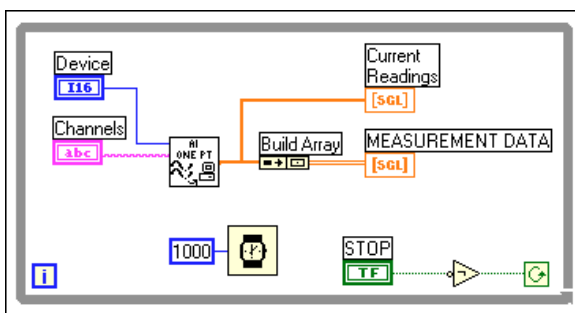 Device
I16
Channels
abc
AI
ONE PT
Current
Readings
[SGL]
Build Array
MEASUREMENT DATA
[SGL]
1000
STOP
TF
i